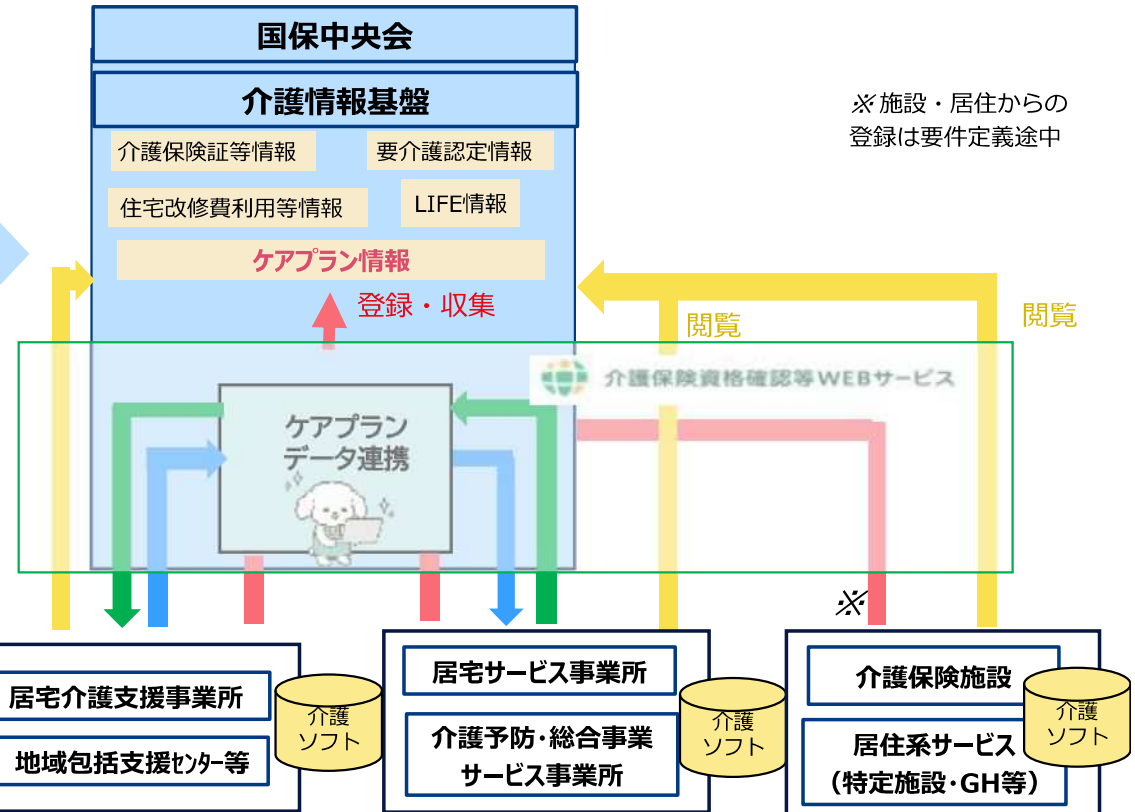 国保中央会
介護情報基盤
※ 施設・居住からの
登録は要件定義途中
介護保険証等情報
要介護認定情報
住宅改修費利用等情報
LIFE情報
ケアプラン情報
登録・収集
閲覧
閲覧
介護保険資格確認等WEBサービス
ケアプラン
データ連携
※
居宅介護支援事業所
地域包括支援センター等
介護
ソフト
居宅サービス事業所
介護予防・総合事業
サービス事業所
介護
ソフト
介護保険施設
居住系サービス
（特定施設・GH等）
介護
ソフト